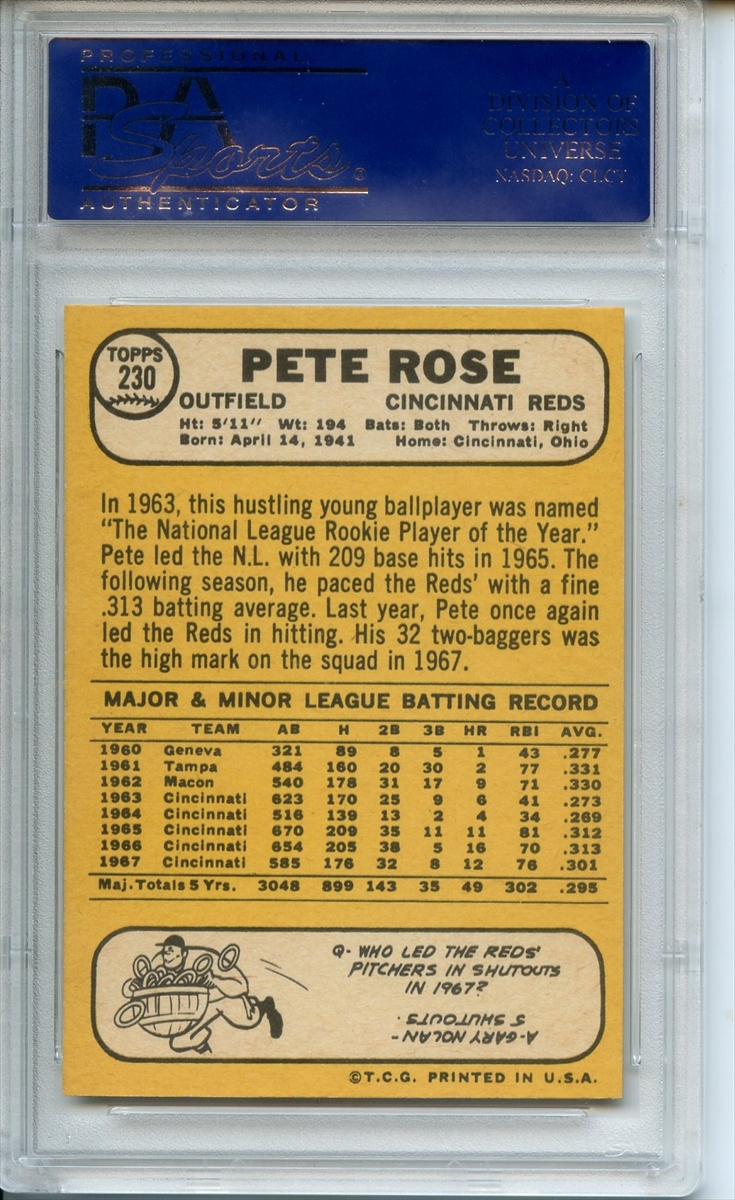 PROFESSIONAL
PSA
Sports
AUTHENTICATOR
A
DIVISION OF
COLLECTORS
UNIVERSE
NASDAQ: CLCT
TOPPS
230
PETE ROSE
OUTFIELD CINCINNATI REDS
Ht: 5'11" Wt: 194 Bats: Both Throws: Right
Born: April 14, 1941 Home: Cincinnati, Ohio
In 1963, this hustling young ballplayer was named
"The National League Rookie Player of the Year."
Pete led the N.L. with 209 base hits in 1965. The
following season, he paced the Reds' with a fine
.313 batting average. Last year, Pete once again
led the Reds in hitting. His 32 two-baggers was
the high mark on the squad in 1967.
MAJOR & MINOR LEAGUE BATTING RECORD
YEAR TEAM AB H 2B 3B HR RBI AVG.
1960 Geneva 321 89 8 5 1 43 .277
1961 Tampa 484 160 20 30 2 77 .331
1962 Macon 540 178 31 17 9 71 .330
1963 Cincinnati 623 170 25 9 6 41 .273
1964 Cincinnati 516 139 13 2 4 34 .269
1965 Cincinnati 670 209 35 11 11 81 .312
1966 Cincinnati 654 205 38 5 16 70 .313
1967 Cincinnati 585 176 32 8 12 76 .301
Maj. Totals 5 Yrs. 3048 899 143 35 49 302 .295
Q- WHO LED THE REDS'
PITCHERS IN SHUTOUTS
IN 1967?
A-GARY NOLAN-
5 SHUTOUTS.
©T.C.G. PRINTED IN U.S.A.